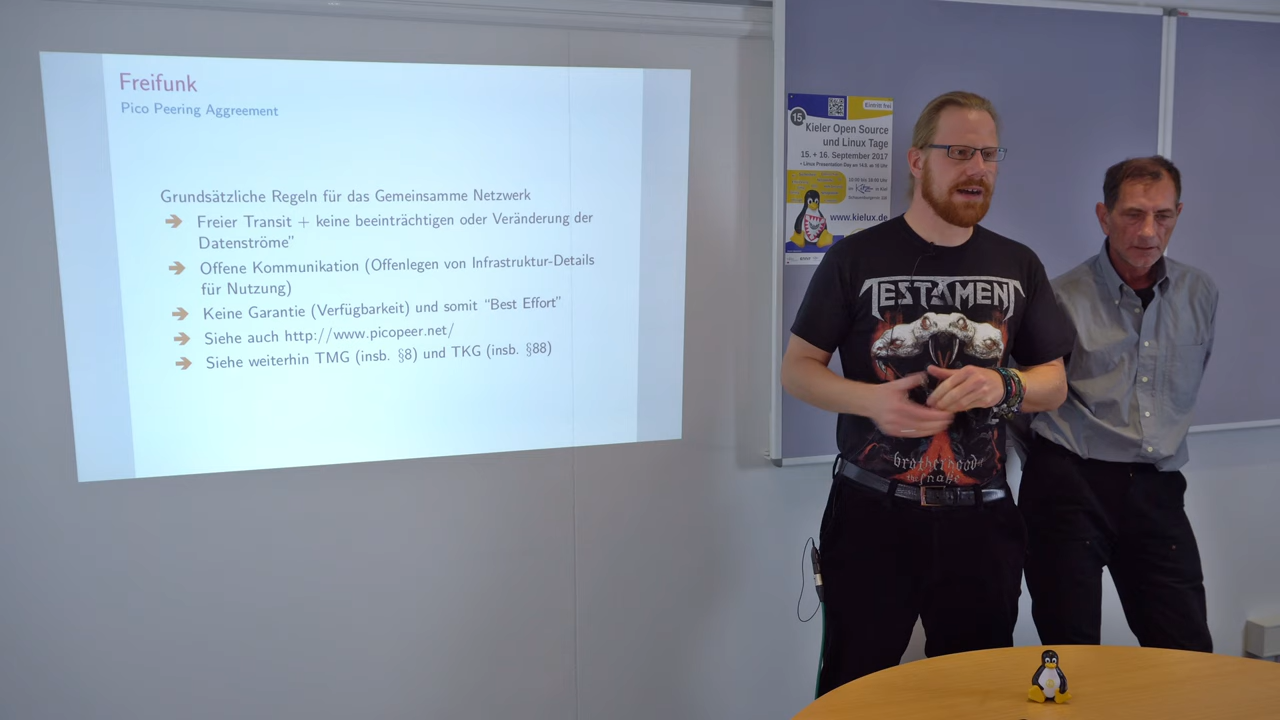 Freifunk
Pico Peering Aggreement
Grundsätzliche Regeln für das Gemeinsamme Netzwerk
Freier Transit + keine beeinträchtigen oder Veränderung der
Datenströme"
Offene Kommunikation (Offenlegen von Infrastruktur-Details
für Nutzung)
Keine Garantie (Verfügbarkeit) und somit "Best Effort"
Siehe auch http://www.picopeer.net/
Siehe weiterhin TMG (insb. §8) und TKG (insb. §88)
Eintritt frei
15.
Kieler Open Source
und Linux Tage
15. + 16. September 2017
www.kielux.de
TESTAMENT
brotherhood of
the snake